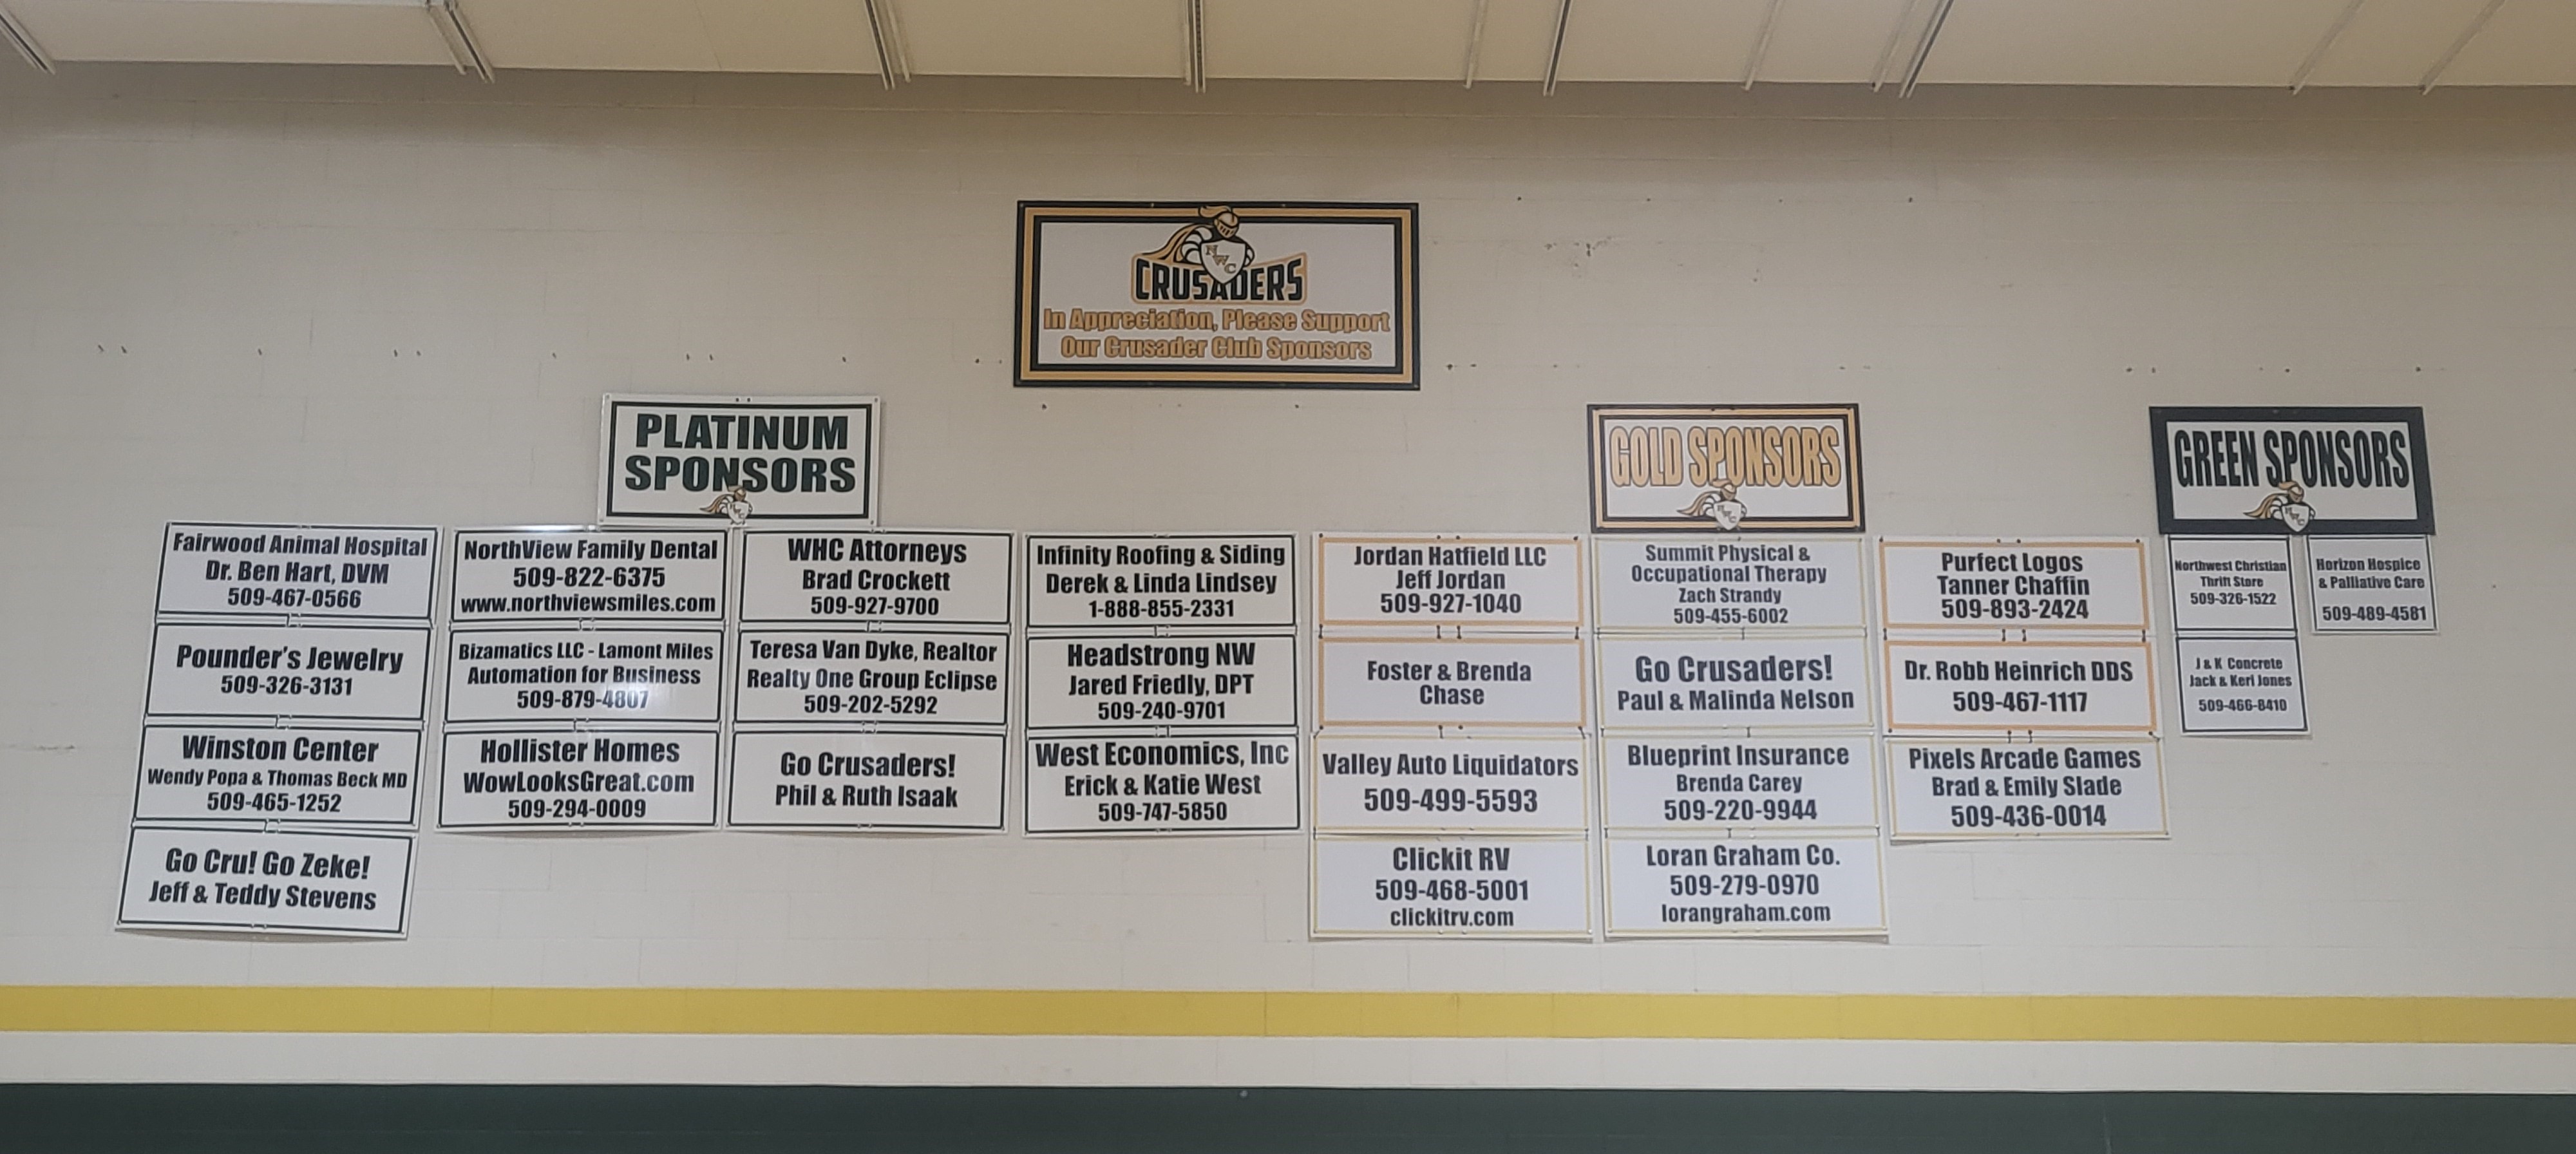 NWC
CRUSADERS
In Appreciation, Please Support
Our Crusader Club Sponsors
PLATINUM
SPONSORS
NWC
Fairwood Animal Hospital
Dr. Ben Hart, DVM
509-467-0566
Pounder's Jewelry
509-326-3131
Winston Center
Wendy Popa & Thomas Beck MD
509-465-1252
Go Cru! Go Zeke!
Jeff & Teddy Stevens
NorthView Family Dental
509-822-6375
www.northviewsmiles.com
Bizamatics LLC - Lamont Miles
Automation for Business
509-879-4807
Hollister Homes
WowLooksGreat.com
509-294-0009
WHC Attorneys
Brad Crockett
509-927-9700
Teresa Van Dyke, Realtor
Realty One Group Eclipse
509-202-5292
Go Crusaders!
Phil & Ruth Isaak
Infinity Roofing & Siding
Derek & Linda Lindsey
1-888-855-2331
Headstrong NW
Jared Friedly, DPT
509-240-9701
West Economics, Inc
Erick & Katie West
509-747-5850
GOLD SPONSORS
NWC
Jordan Hatfield LLC
Jeff Jordan
509-927-1040
Foster & Brenda
Chase
Valley Auto Liquidators
509-499-5593
Clickit RV
509-468-5001
clickitrv.com
Summit Physical &
Occupational Therapy
Zach Strandy
509-455-6002
Go Crusaders!
Paul & Malinda Nelson
Blueprint Insurance
Brenda Carey
509-220-9944
Loran Graham Co.
509-279-0970
lorangraham.com
Purfect Logos
Tanner Chaffin
509-893-2424
Dr. Robb Heinrich DDS
509-467-1117
Pixels Arcade Games
Brad & Emily Slade
509-436-0014
GREEN SPONSORS
NWC
Northwest Christian
Thrift Store
509-326-1522
J & K Concrete
Jack & Keri Jones
509-466-8410
Horizon Hospice
& Palliative Care
509-489-4581